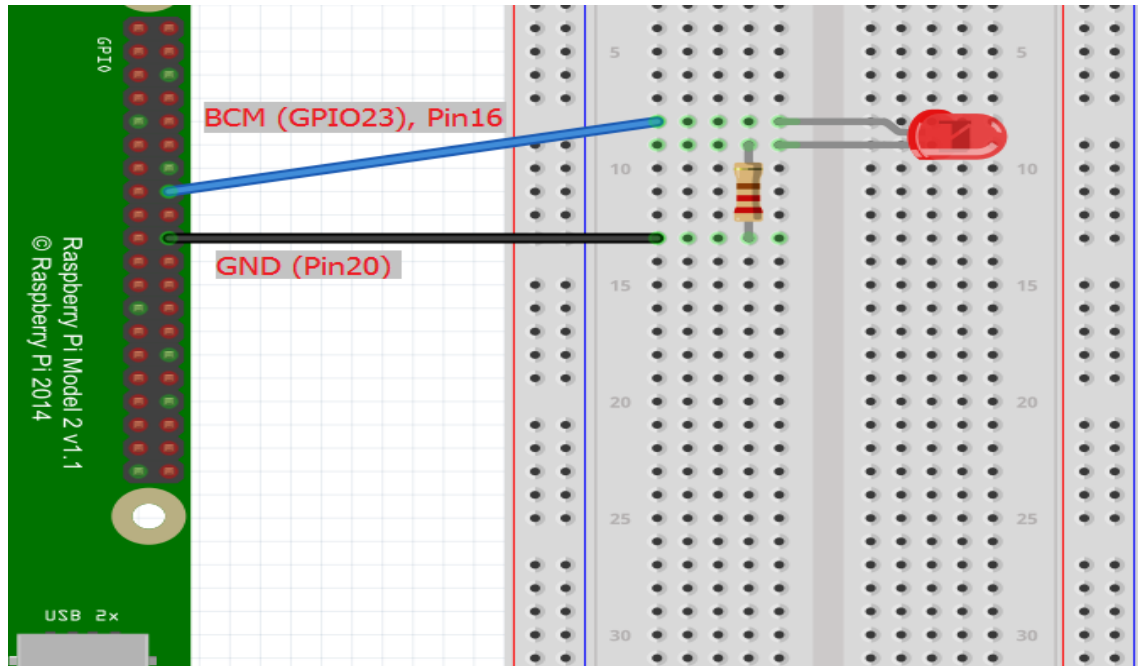 GPIO
BCM (GPIO23), Pin16
GND (Pin20)
Raspberry Pi Model 2 v1.1
© Raspberry Pi 2014
USB 2x
5
5
10
10
15
15
20
20
25
25
30
30